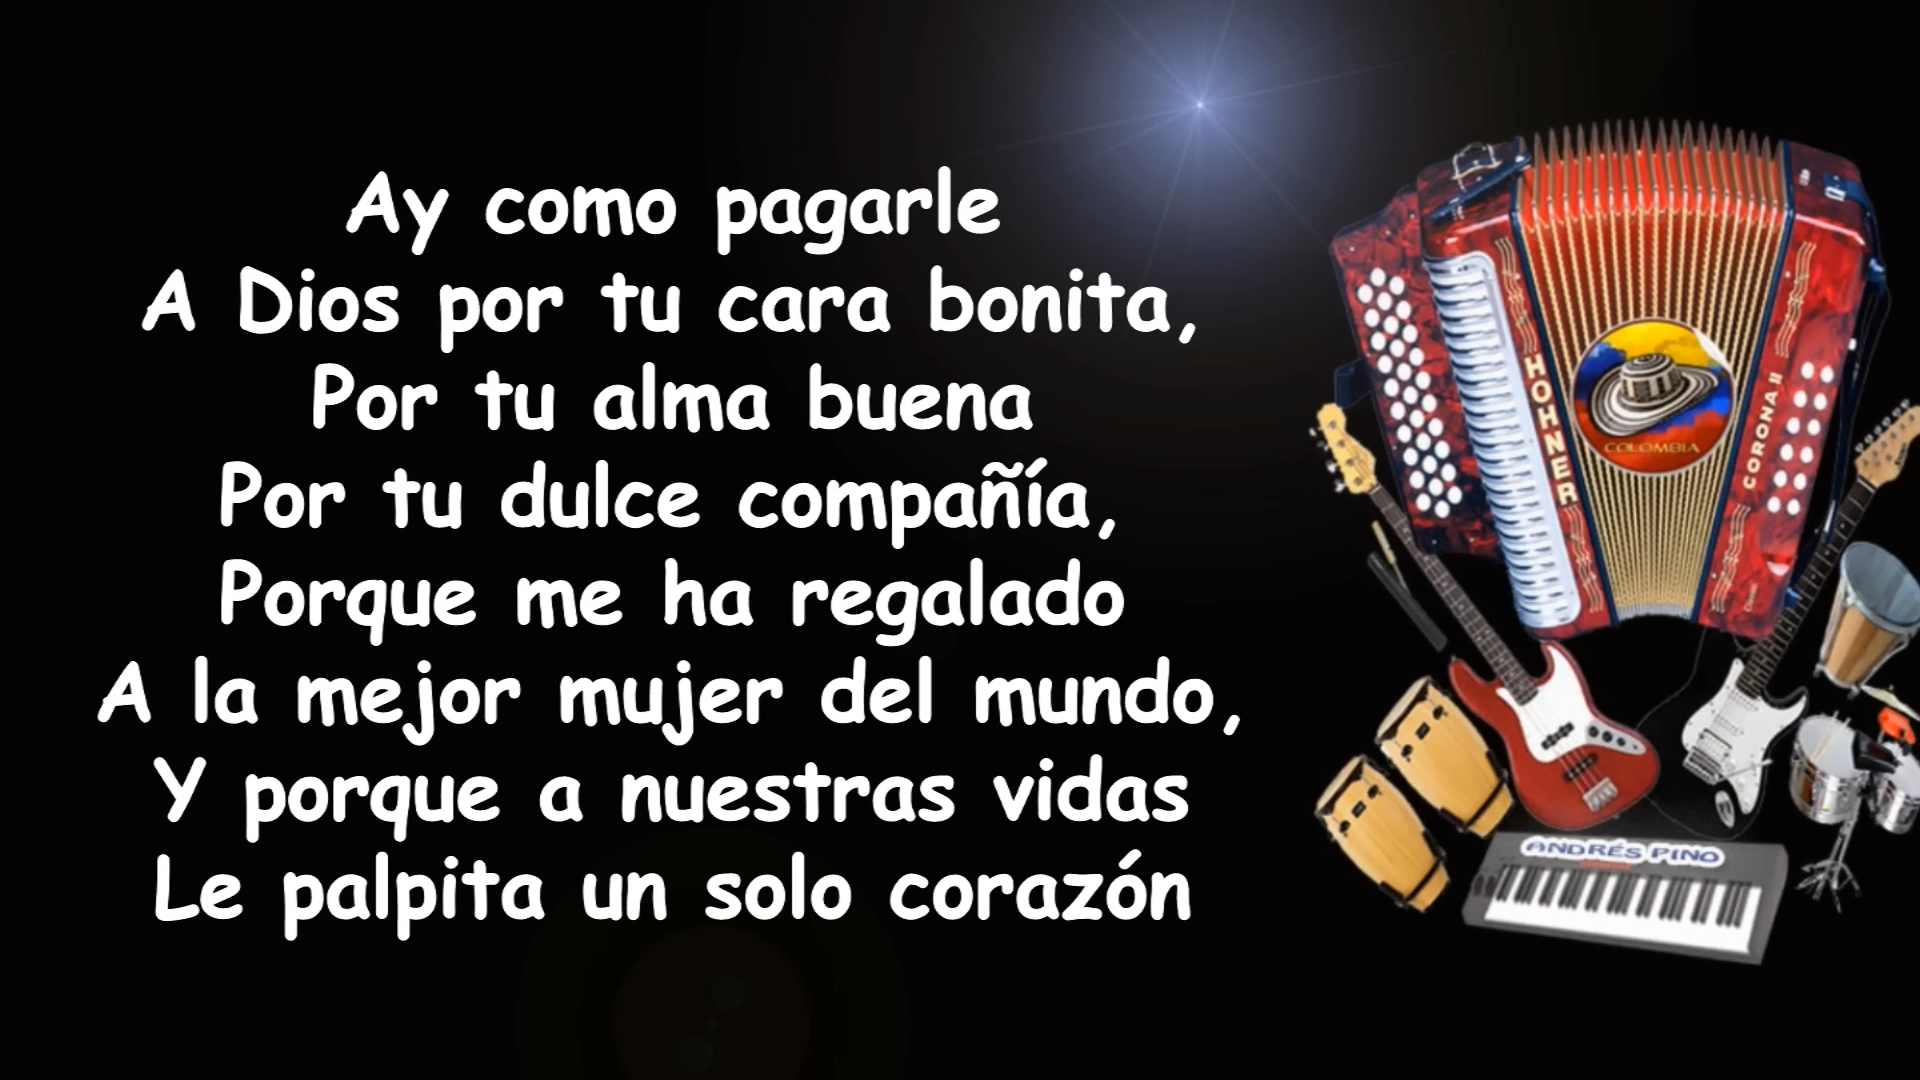 Ay como pagarle
A Dios por tu cara bonita,
Por tu alma buena
Por tu dulce compañía,
Porque me ha regalado
A la mejor mujer del mundo,
Y porque a nuestras vidas
Le palpita un solo corazón
HOHNER
COLOMBIA
CORONA II
ANDRÉS PINO